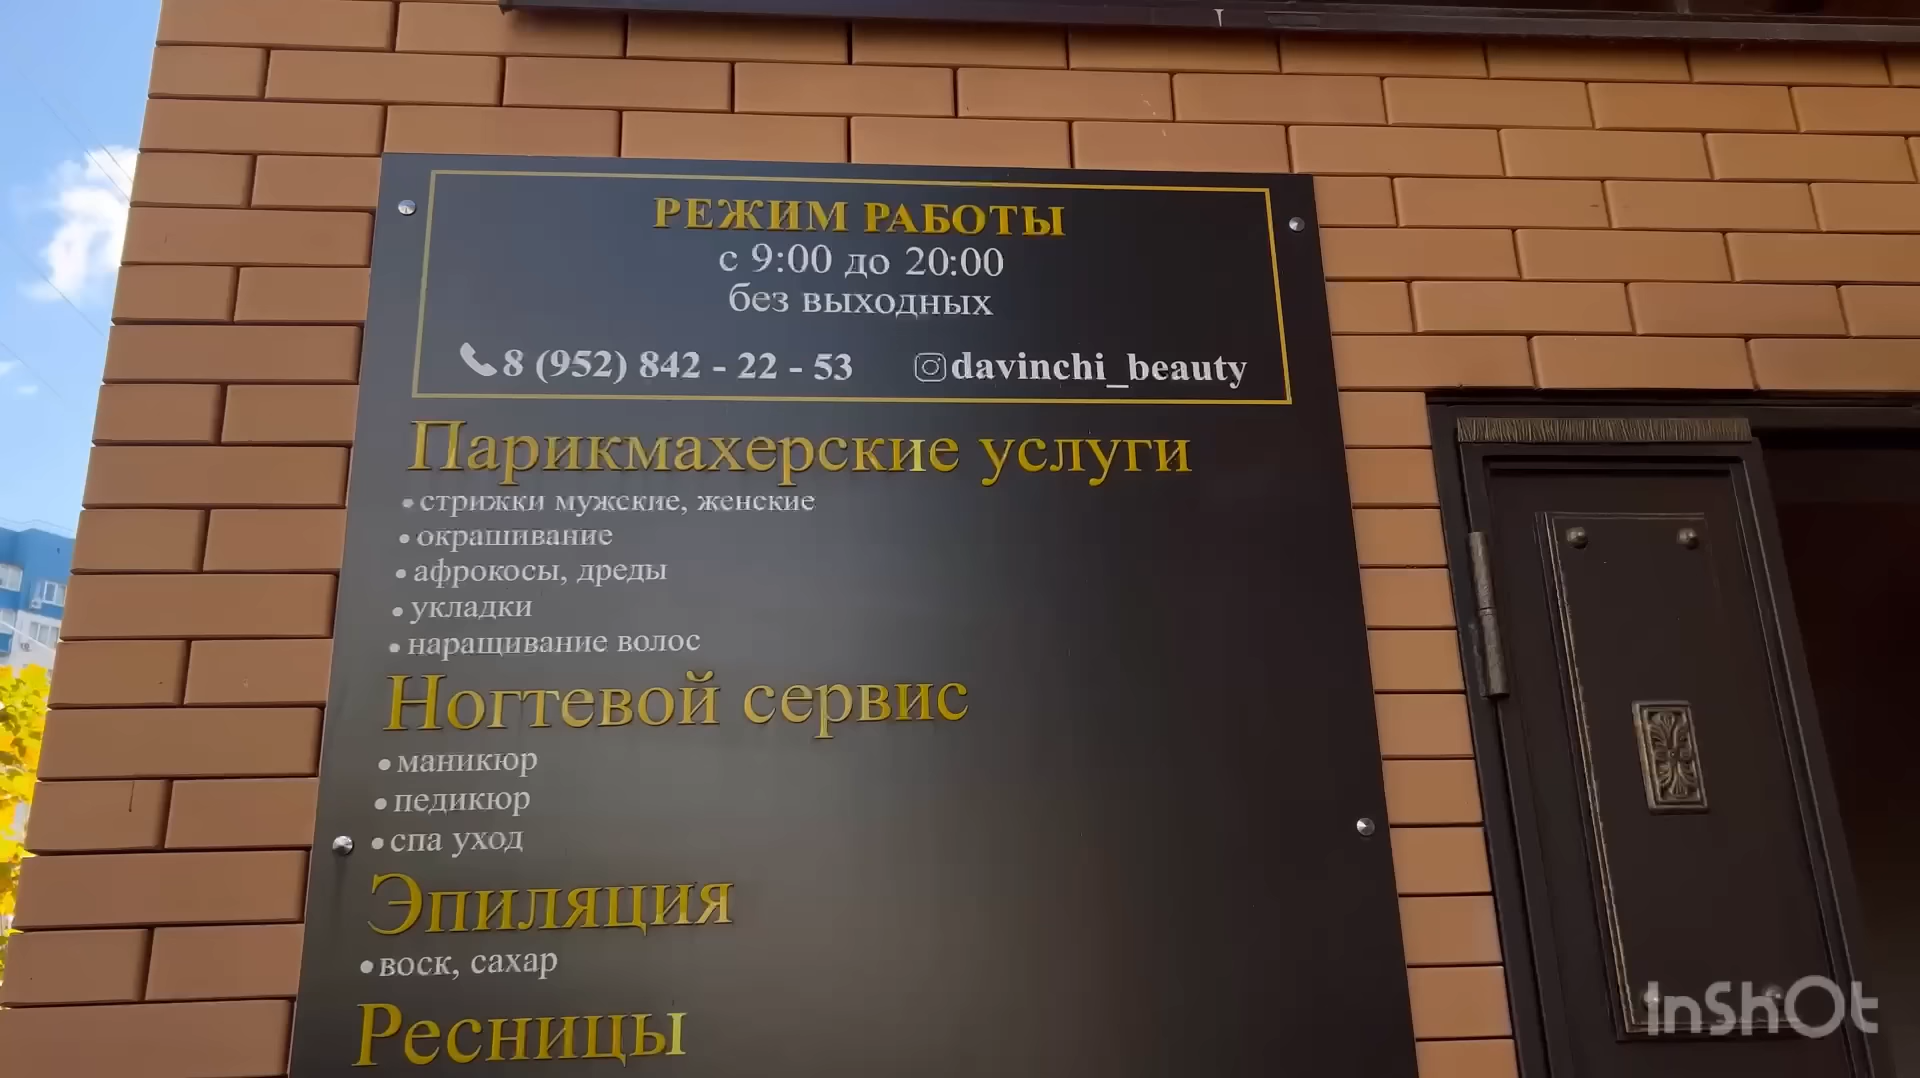 РЕЖИМ РАБОТЫ
с 9:00 до 20:00
без выходных
8 (952) 842 - 22 - 53 davinchi_beauty
Парикмахерские услуги
• стрижки мужские, женские
• окрашивание
• афрокосы, дреды
• укладки
• наращивание волос
Ногтевой сервис
• маникюр
• педикюр
• спа уход
Эпиляция
• воск, сахар
Ресницы
InShOt